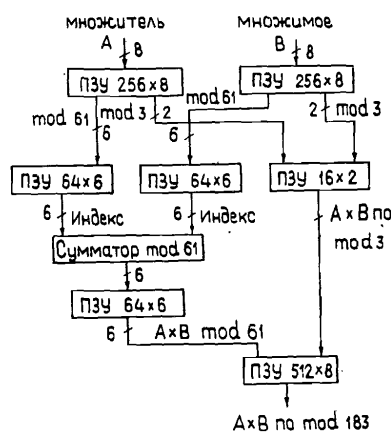 множитель
множимое
A
B
8
8
ПЗУ 256×8
ПЗУ 256×8
mod 61
mod 3
2
mod 61
2
mod 3
6
6
ПЗУ 64×6
ПЗУ 64×6
ПЗУ 16×2
6
Индекс
6
Индекс
A×B по
mod 3
Сумматор mod 61
6
ПЗУ 64×6
6
A×B mod 61
ПЗУ 512×8
A×B по mod 183